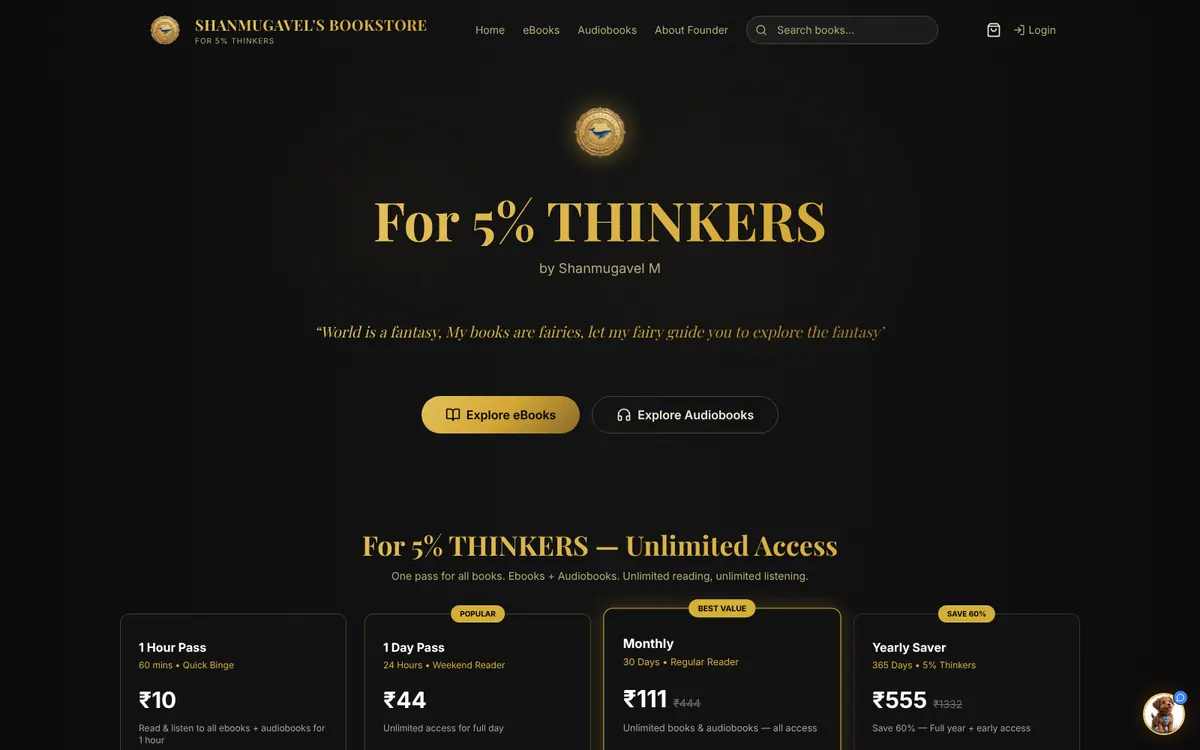 SHANMUGAVEL'S BOOKSTORE
FOR 5% THINKERS
Home
eBooks
Audiobooks
About Founder
Search books...
Login
For 5% THINKERS
by Shanmugavel M
“World is a fantasy, My books are fairies, let my fairy guide you to explore the fantasy’
Explore eBooks
Explore Audiobooks
For 5% THINKERS — Unlimited Access
One pass for all books. Ebooks + Audiobooks. Unlimited reading, unlimited listening.
1 Hour Pass
60 mins • Quick Binge
₹10
Read & listen to all ebooks + audiobooks for
1 hour
POPULAR
1 Day Pass
24 Hours • Weekend Reader
₹44
Unlimited access for full day
BEST VALUE
Monthly
30 Days • Regular Reader
₹111 ₹444
Unlimited books & audiobooks — all access
SAVE 60%
Yearly Saver
365 Days • 5% Thinkers
₹555 ₹1332
Save 60% — Full year + early access